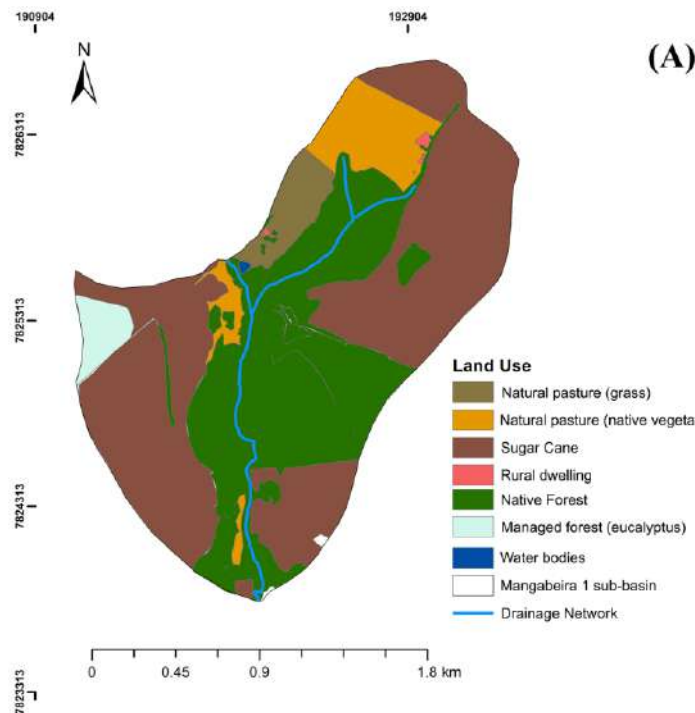 190904
192904
(A)
N
7826313
7825313
7824313
7823313
Land Use
Natural pasture (grass)
Natural pasture (native vegeta
Sugar Cane
Rural dwelling
Native Forest
Managed forest (eucalyptus)
Water bodies
Mangabeira 1 sub-basin
Drainage Network
0 0.45 0.9 1.8 km